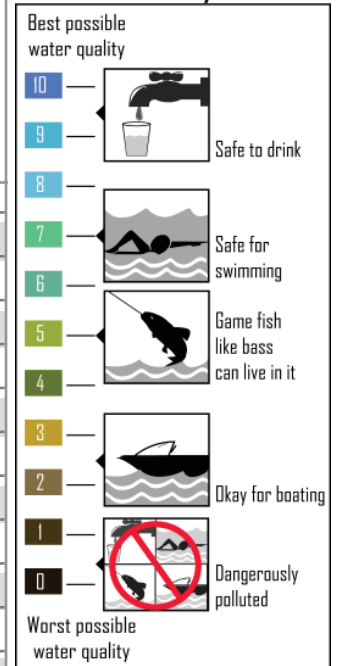 Best possible
water quality
10
9
Safe to drink
8
7
Safe for
swimming
6
Game fish
like bass
can live in it
5
4
3
2
Okay for boating
1
0
Dangerously
polluted
Worst possible
water quality